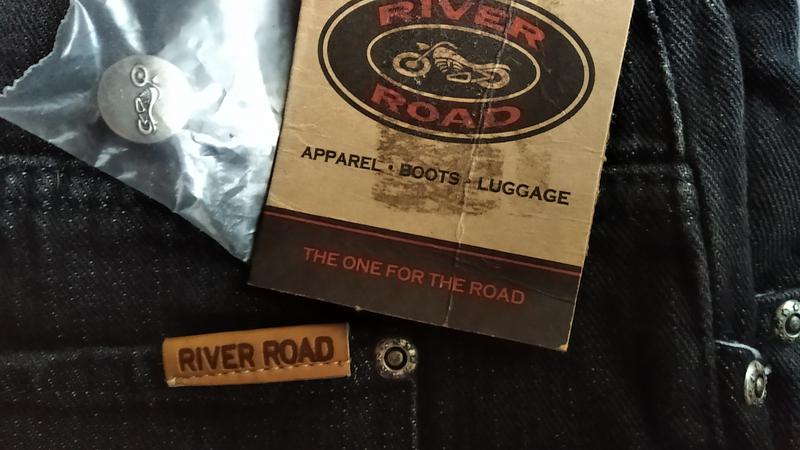 RIVER
ROAD
APPAREL • BOOTS • LUGGAGE
THE ONE FOR THE ROAD
RIVER ROAD